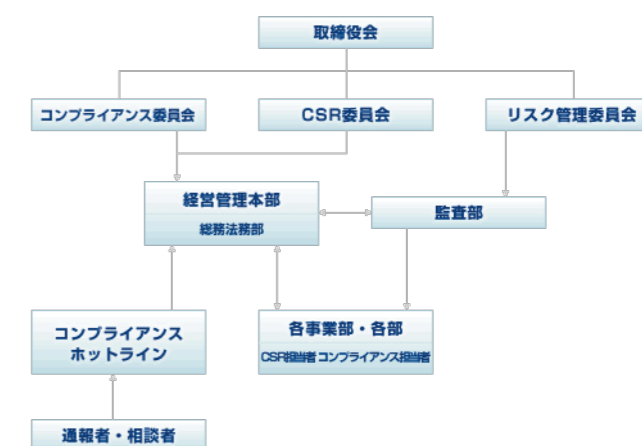 取締役会
コンプライアンス委員会
CSR委員会
リスク管理委員会
経営管理本部
総務法務部
監査部
コンプライアンス
ホットライン
各事業部・各部
CSR担当者 コンプライアンス担当者
通報者・相談者